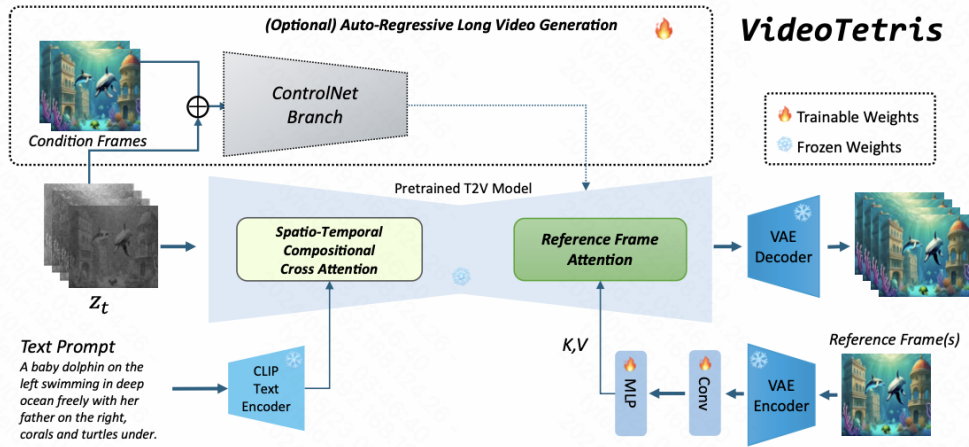 (Optional) Auto-Regressive Long Video Generation
VideoTetris
ControlNet
Branch
Condition Frames
Trainable Weights
Frozen Weights
Pretrained T2V Model
Spatio-Temporal
Compositional
Cross Attention
Reference Frame
Attention
VAE
Decoder
z_t
K,V
Text Prompt
A baby dolphin on the
left swimming in deep
ocean freely with her
father on the right,
corals and turtles under.
CLIP
Text
Encoder
MLP
Conv
VAE
Encoder
Reference Frame(s)